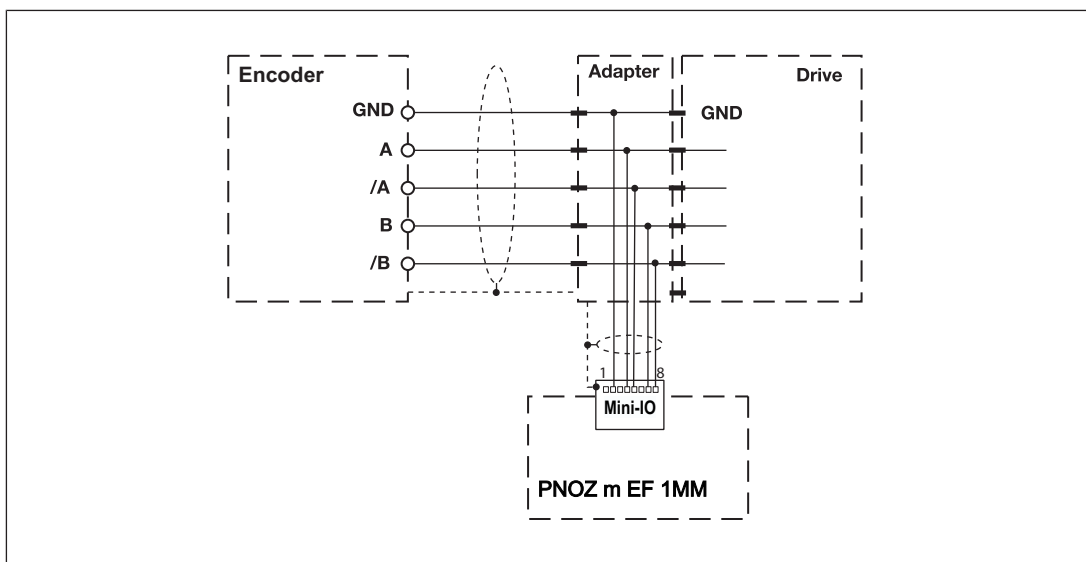 Encoder
Adapter
Drive
GND
GND
A
/A
B
/B
1
8
Mini-IO
PNOZ m EF 1MM